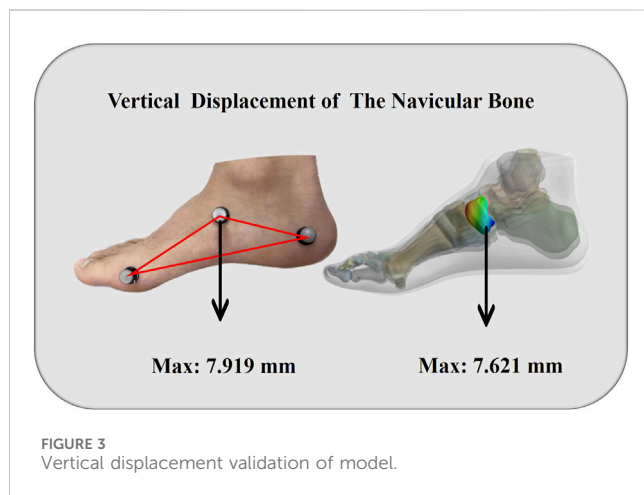 Vertical Displacement of The Navicular Bone
Max: 7.919 mm
Max: 7.621 mm
FIGURE 3
Vertical displacement validation of model.